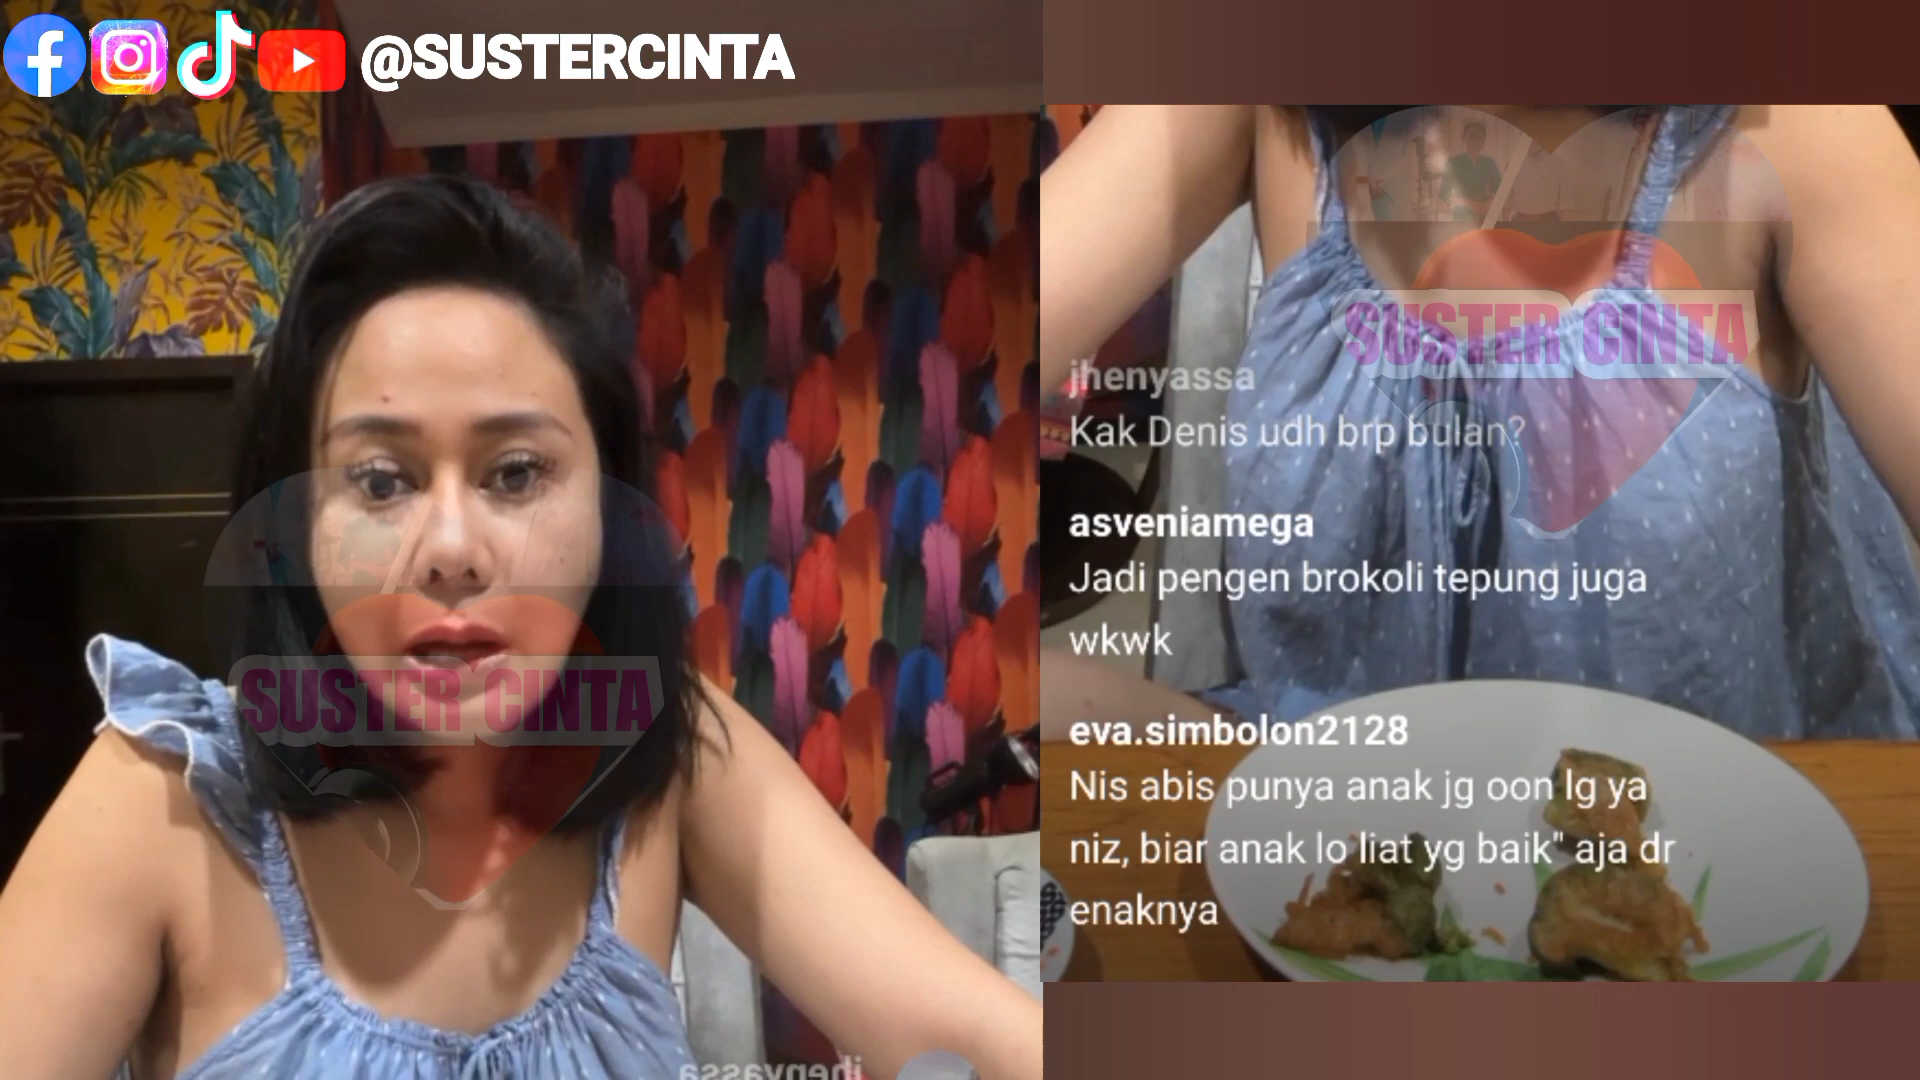 @SUSTERCINTA
SUSTER CINTA
jhenyassa
SUSTER CINTA
jhenyassa
Kak Denis udh brp bulan?
asveniamega
Jadi pengen brokoli tepung juga
wkwk
eva.simbolon2128
Nis abis punya anak jg oon lg ya
niz, biar anak lo liat yg baik" aja dr
enaknya